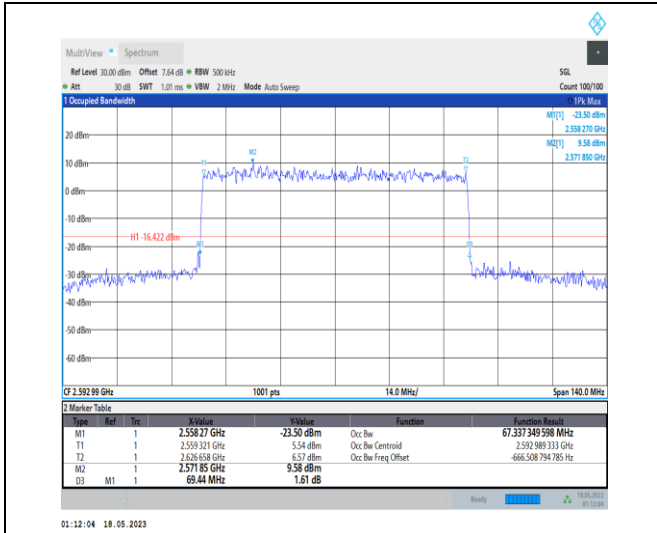 MultiView Spectrum
Ref Level 30.00 dBm Offset 7.64 dB RBW 500 kHz SGL
Att 30 dB SWT 1.01 ms VBW 2 MHz Mode Auto Sweep Count 100/100
1 Occupied Bandwidth 1Pk Max
M1[1] -23.50 dBm
2.558 270 GHz
M2[1] 9.58 dBm
2.571 850 GHz
20 dBm
M2
T1
T2
10 dBm
0 dBm
-10 dBm
H1 -16.422 dBm
M1
-20 dBm
-30 dBm
-40 dBm
-50 dBm
-60 dBm
CF 2.592 99 GHz 1001 pts 14.0 MHz/ Span 140.0 MHz
2 Marker Table
Type Ref Trc X-Value Y-Value Function Function Result
M1 1 2.558 27 GHz -23.50 dBm Occ Bw 67.337 349 598 MHz
T1 1 2.559 321 GHz 5.54 dBm Occ Bw Centroid 2.592 989 333 GHz
T2 1 2.626 658 GHz 6.57 dBm Occ Bw Freq Offset -666.508 794 785 Hz
M2 1 2.571 85 GHz 9.58 dBm
D3 M1 1 69.44 MHz 1.61 dB
Ready 18.05.2023
01:12:04
01:12:04 18.05.2023